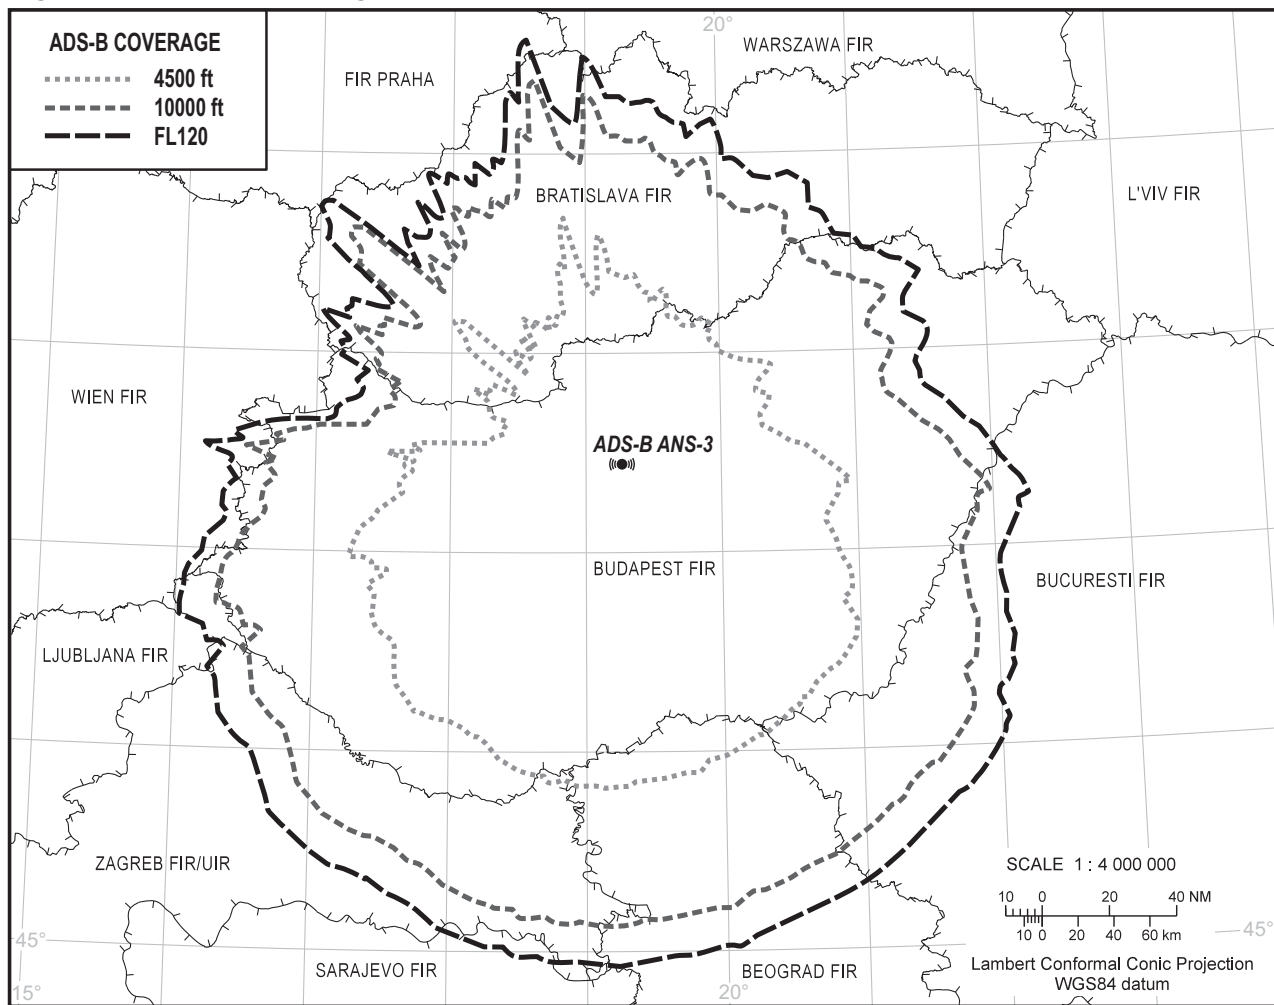 ADS-B COVERAGE
4500 ft
10000 ft
FL120
20°
WARSZAWA FIR
FIR PRAHA
BRATISLAVA FIR
L'VIV FIR
WIEN FIR
ADS-B ANS-3
BUDAPEST FIR
BUCURESTI FIR
LJUBLJANA FIR
ZAGREB FIR/UIR
SCALE 1 : 4 000 000
10 0 20 40 NM
10 0 20 40 60 km
45°
45°
Lambert Conformal Conic Projection
WGS84 datum
SARAJEVO FIR
BEOGRAD FIR
15°
20°